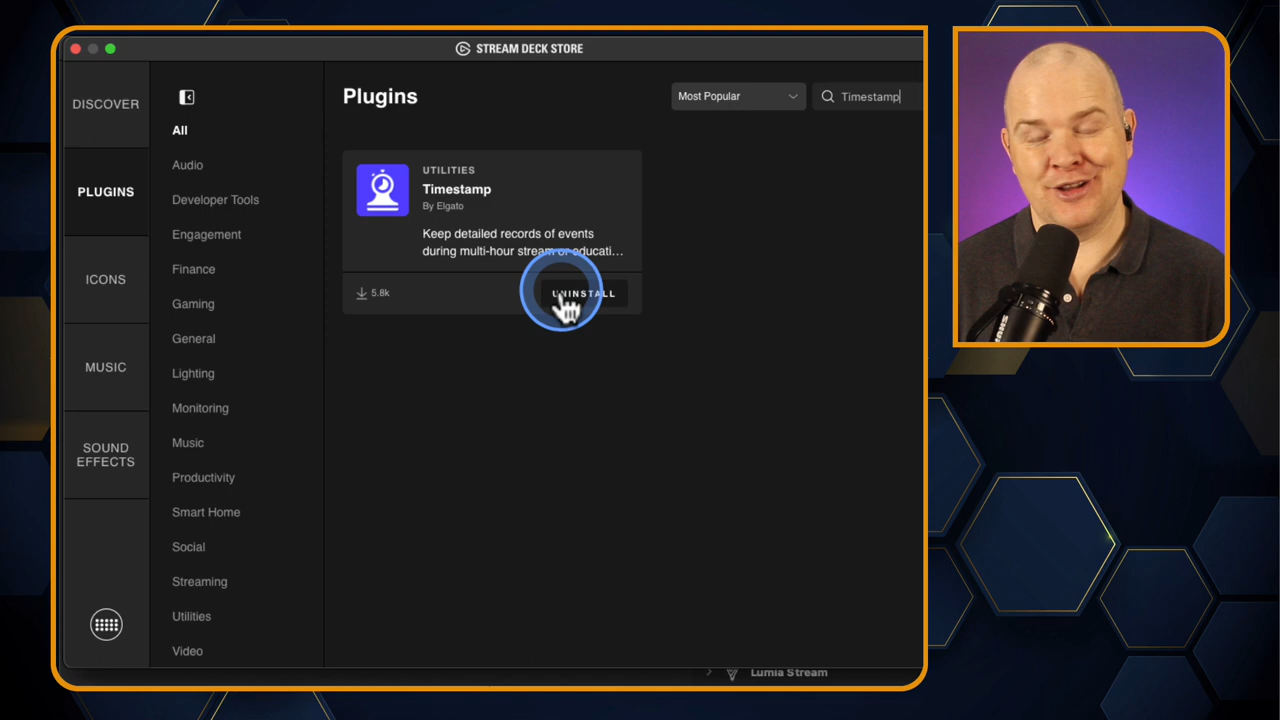 STREAM DECK STORE
DISCOVER
PLUGINS
ICONS
MUSIC
SOUND
EFFECTS
All
Audio
Developer Tools
Engagement
Finance
Gaming
General
Lighting
Monitoring
Music
Productivity
Smart Home
Social
Streaming
Utilities
Video
Plugins
Most Popular
Timestamp
UTILITIES
Timestamp
By Elgato
Keep detailed records of events
during multi-hour stream or educati...
5.8k
UNINSTALL
Lumia Stream